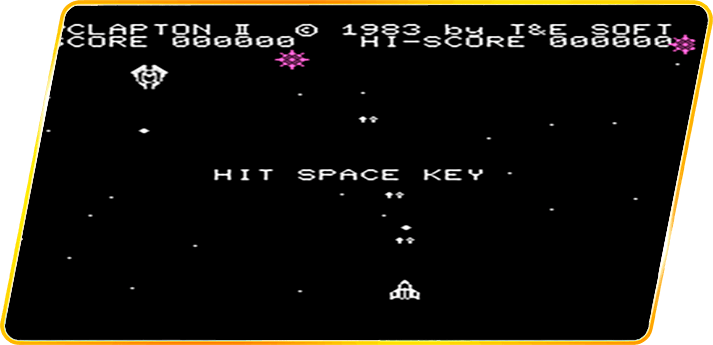 CLAPTON II © 1983 by T&E SOFT
SCORE 000000 HI-SCORE 000000
HIT SPACE KEY